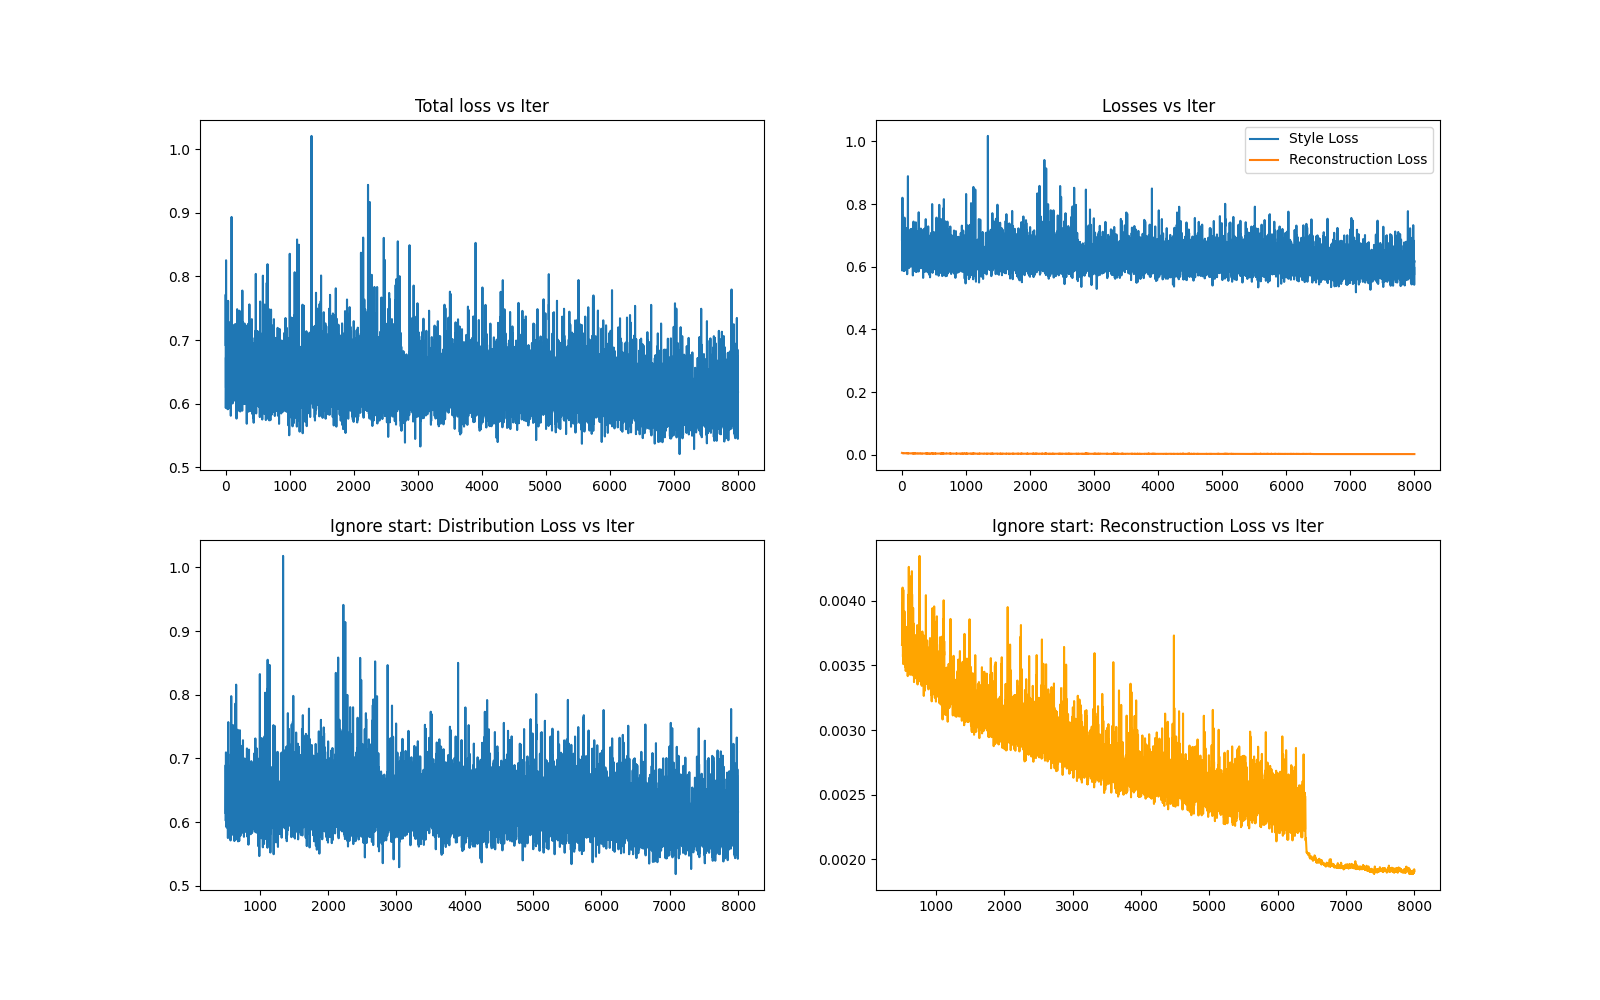 Total loss vs Iter
1.0
0.9
0.8
0.7
0.6
0.5
0 1000 2000 3000 4000 5000 6000 7000 8000
Losses vs Iter
Style Loss
Reconstruction Loss
1.0
0.8
0.6
0.4
0.2
0.0
0 1000 2000 3000 4000 5000 6000 7000 8000
Ignore start: Distribution Loss vs Iter
1.0
0.9
0.8
0.7
0.6
0.5
1000 2000 3000 4000 5000 6000 7000 8000
Ignore start: Reconstruction Loss vs Iter
0.0040
0.0035
0.0030
0.0025
0.0020
1000 2000 3000 4000 5000 6000 7000 8000